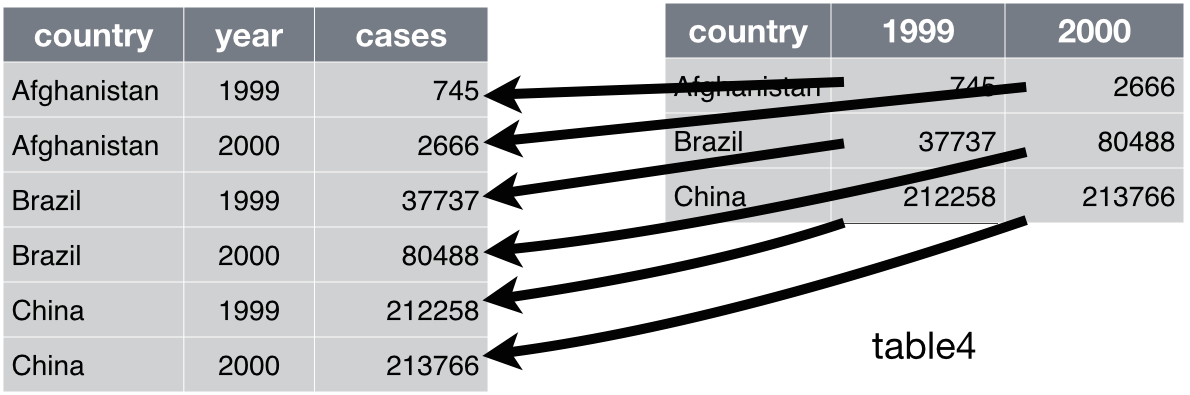 country year cases
Afghanistan 1999 745
Afghanistan 2000 2666
Brazil 1999 37737
Brazil 2000 80488
China 1999 212258
China 2000 213766
country 1999 2000
Afghanistan 745 2666
Brazil 37737 80488
China 212258 213766
table4